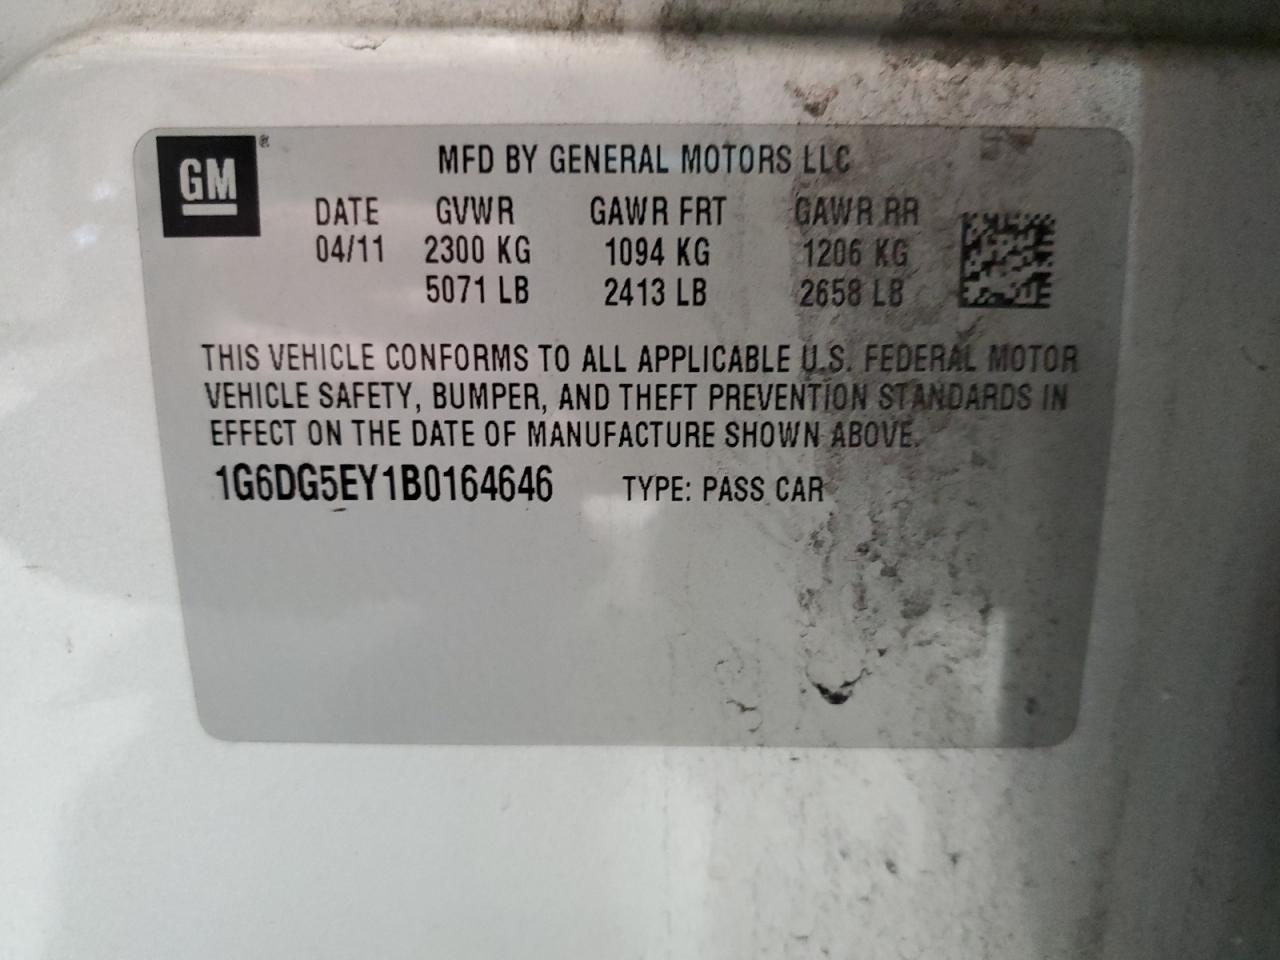 GM ®
MFD BY GENERAL MOTORS LLC
DATE GVWR GAWR FRT GAWR RR
04/11 2300 KG 1094 KG 1206 KG
5071 LB 2413 LB 2658 LB
THIS VEHICLE CONFORMS TO ALL APPLICABLE U.S. FEDERAL MOTOR
VEHICLE SAFETY, BUMPER, AND THEFT PREVENTION STANDARDS IN
EFFECT ON THE DATE OF MANUFACTURE SHOWN ABOVE.
1G6DG5EY1B0164646 TYPE: PASS CAR